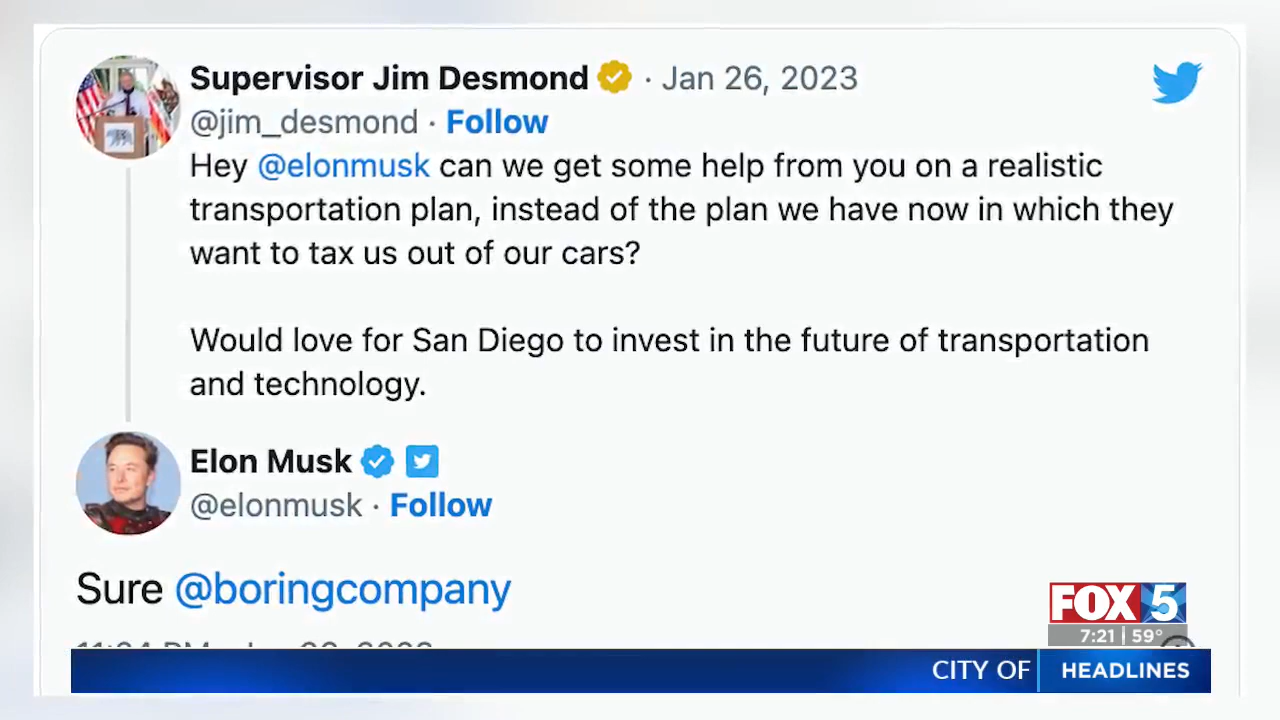 Supervisor Jim Desmond · Jan 26, 2023
@jim_desmond · Follow
Hey @elonmusk can we get some help from you on a realistic
transportation plan, instead of the plan we have now in which they
want to tax us out of our cars?
Would love for San Diego to invest in the future of transportation
and technology.
Elon Musk
@elonmusk · Follow
Sure @boringcompany
FOX 5
7:21 | 59°
CITY OF HEADLINES